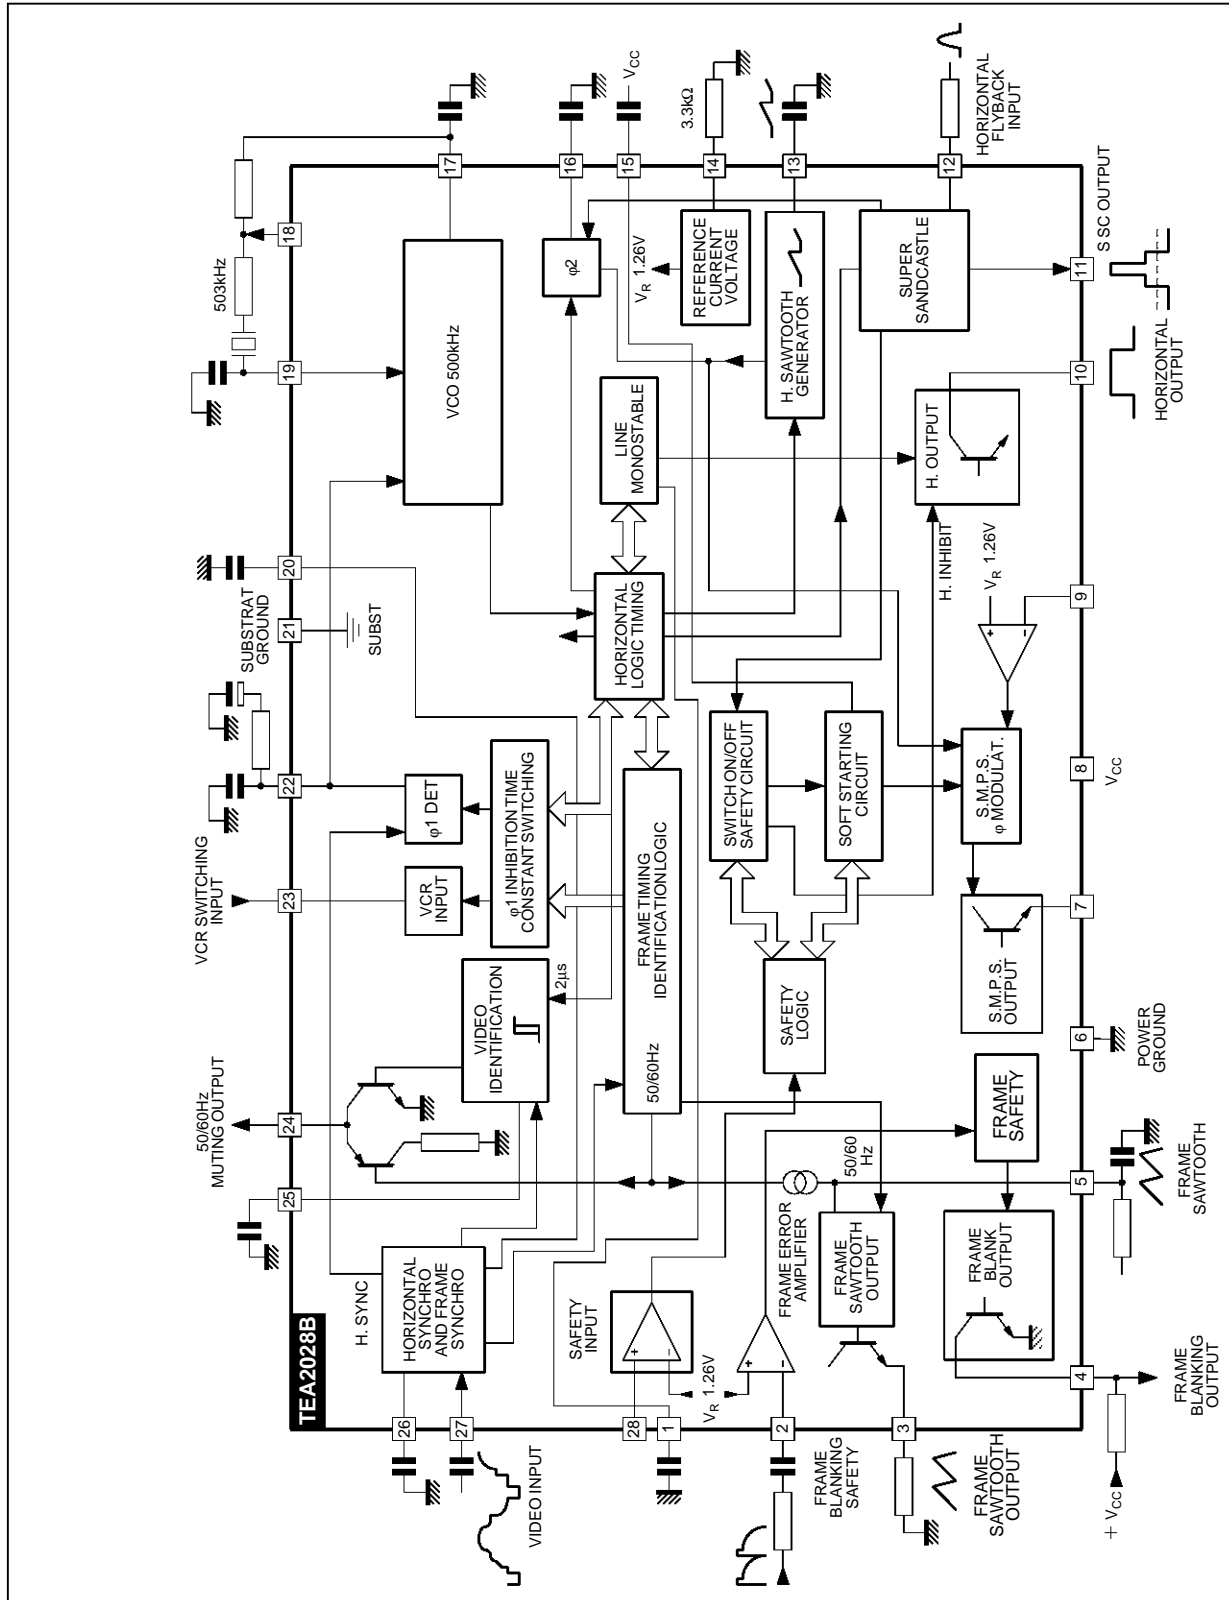 TEA2028B
26
27
28
1
2
3
4
5
6
7
8
9
10
11
12
13
14
15
16
17
18
19
20
21
22
23
24
25
VIDEO INPUT
FRAME
BLANKING
SAFETY
FRAME
SAWTOOTH
OUTPUT
+ VCC
FRAME
BLANKING
OUTPUT
FRAME
SAWTOOTH
POWER
GROUND
VCC
HORIZONTAL
OUTPUT
S SC OUTPUT
HORIZONTAL
FLYBACK
INPUT
3.3kΩ
VCC
503kHz
SUBSTRAT
GROUND
SUBST
VCR SWITCHING
INPUT
50/60Hz
MUTING OUTPUT
H. SYNC
HORIZONTAL
SYNCHRO
AND FRAME
SYNCHRO
SAFETY
INPUT
+
−
VR 1.26V
+
−
FRAME ERROR
AMPLIFIER
50/60
Hz
FRAME
SAWTOOTH
OUTPUT
FRAME
BLANK
OUTPUT
FRAME
SAFETY
VIDEO
IDENTIFICATION
2µs
VCR
INPUT
φ1 DET
φ1 INHIBITION TIME
CONSTANT SWITCHING
50/60Hz
FRAME TIMING
IDENTIFICATION LOGIC
SAFETY
LOGIC
SWITCH ON/OFF
SAFETY CIRCUIT
SOFT STARTING
CIRCUIT
S.M.P.S.
OUTPUT
S.M.P.S.
φ MODULAT.
+
−
VR 1.26V
H. INHIBIT
HORIZONTAL
LOGIC TIMING
LINE
MONOSTABLE
H. OUTPUT
VCO 500kHz
φ2
VR 1.26V
REFERENCE
CURRENT
VOLTAGE
H. SAWTOOTH
GENERATOR
SUPER
SANDCASTLE